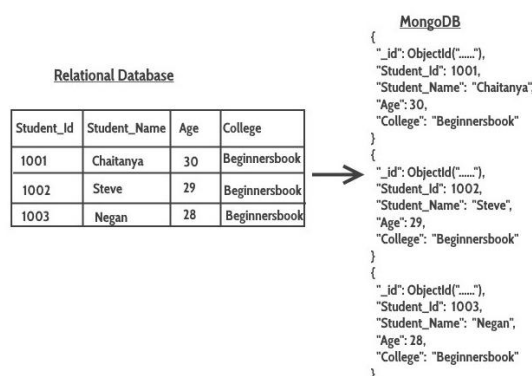 Relational Database
Student_Id Student_Name Age College
1001 Chaitanya 30 Beginnersbook
1002 Steve 29 Beginnersbook
1003 Negan 28 Beginnersbook
MongoDB
{
"_id": ObjectId("......"),
"Student_Id": 1001,
"Student_Name": "Chaitanya",
"Age": 30,
"College": "Beginnersbook"
}
{
"_id": ObjectId("......"),
"Student_Id": 1002,
"Student_Name": "Steve",
"Age": 29,
"College": "Beginnersbook"
}
{
"_id": ObjectId("......"),
"Student_Id": 1003,
"Student_Name": "Negan",
"Age": 28,
"College": "Beginnersbook"
}